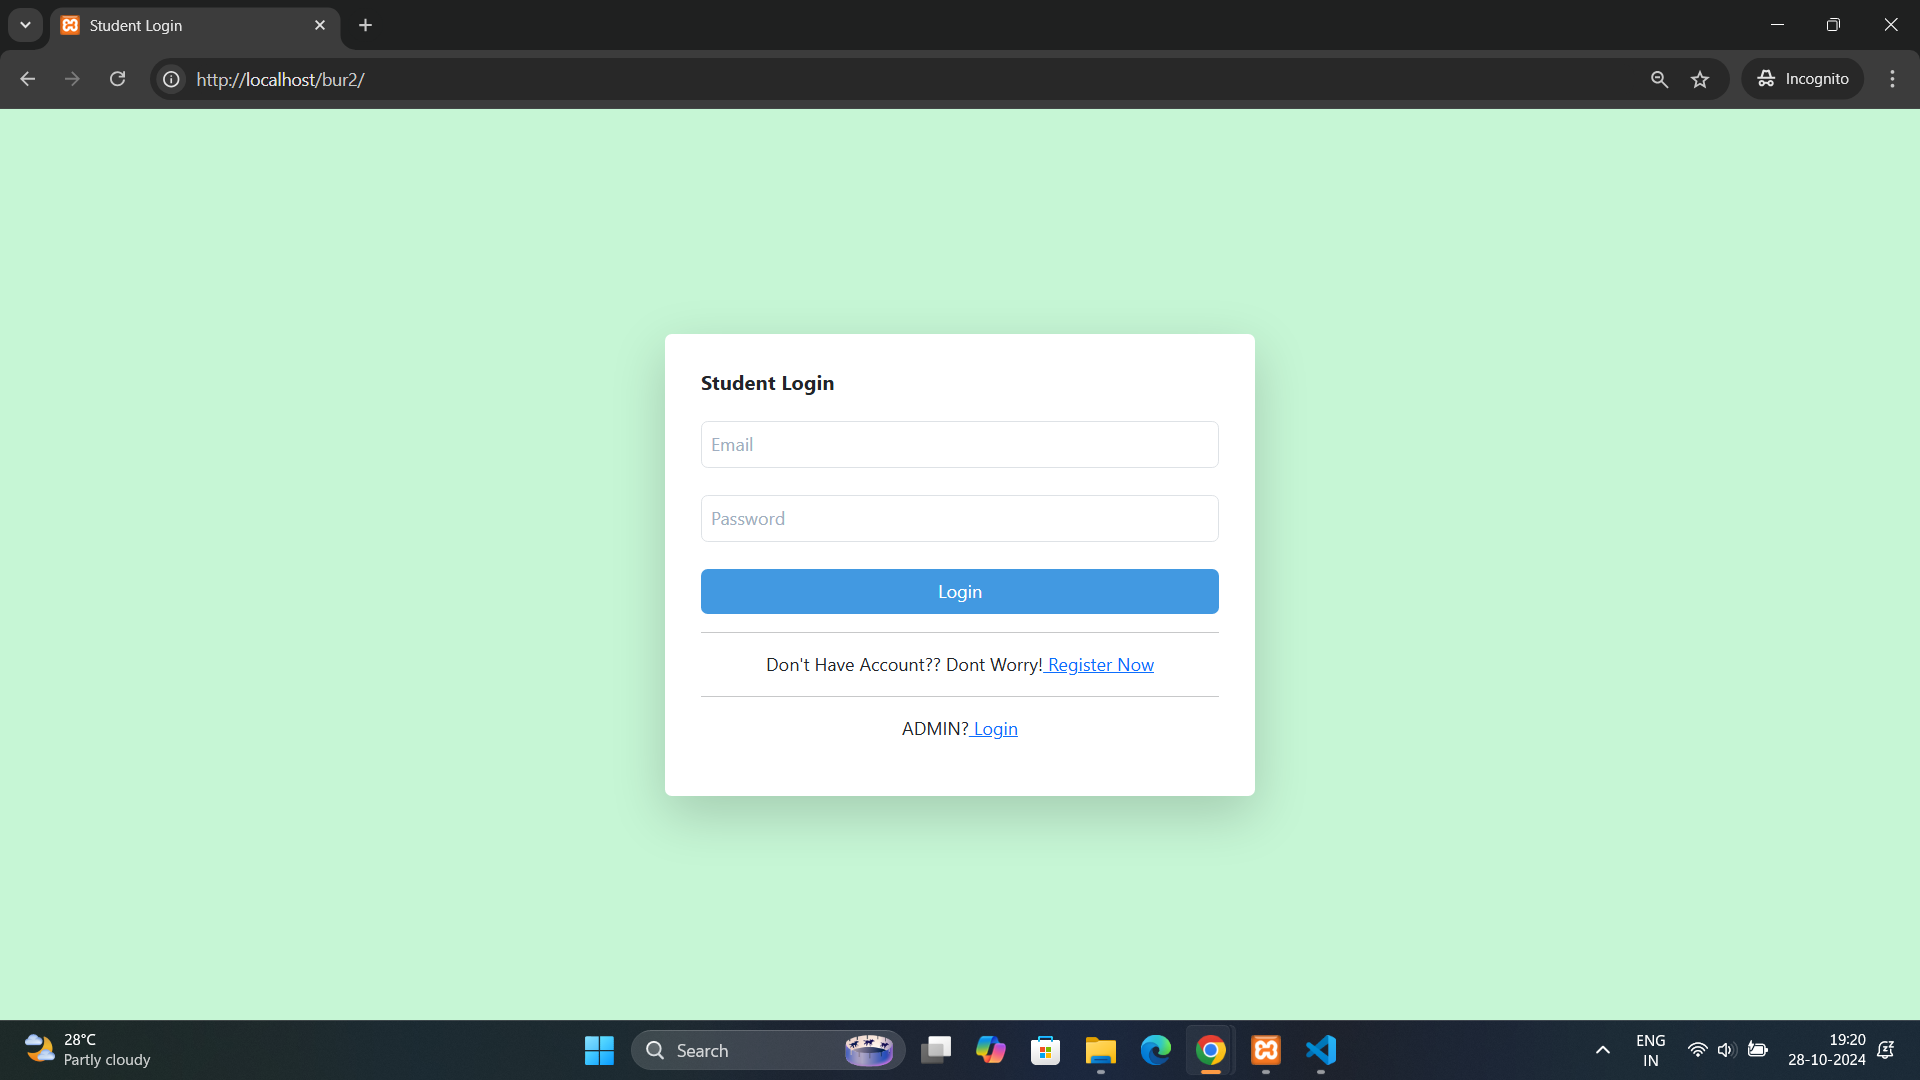 Student Login
http://localhost/bur2/
Incognito
Student Login
Email
Password
Login
Don't Have Account?? Dont Worry! Register Now
ADMIN? Login
28°C
Partly cloudy
Search
ENG
IN
19:20
28-10-2024